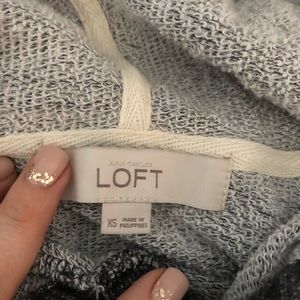 ANN TAYLOR
LOFT
XS MADE IN
PHILIPPINES